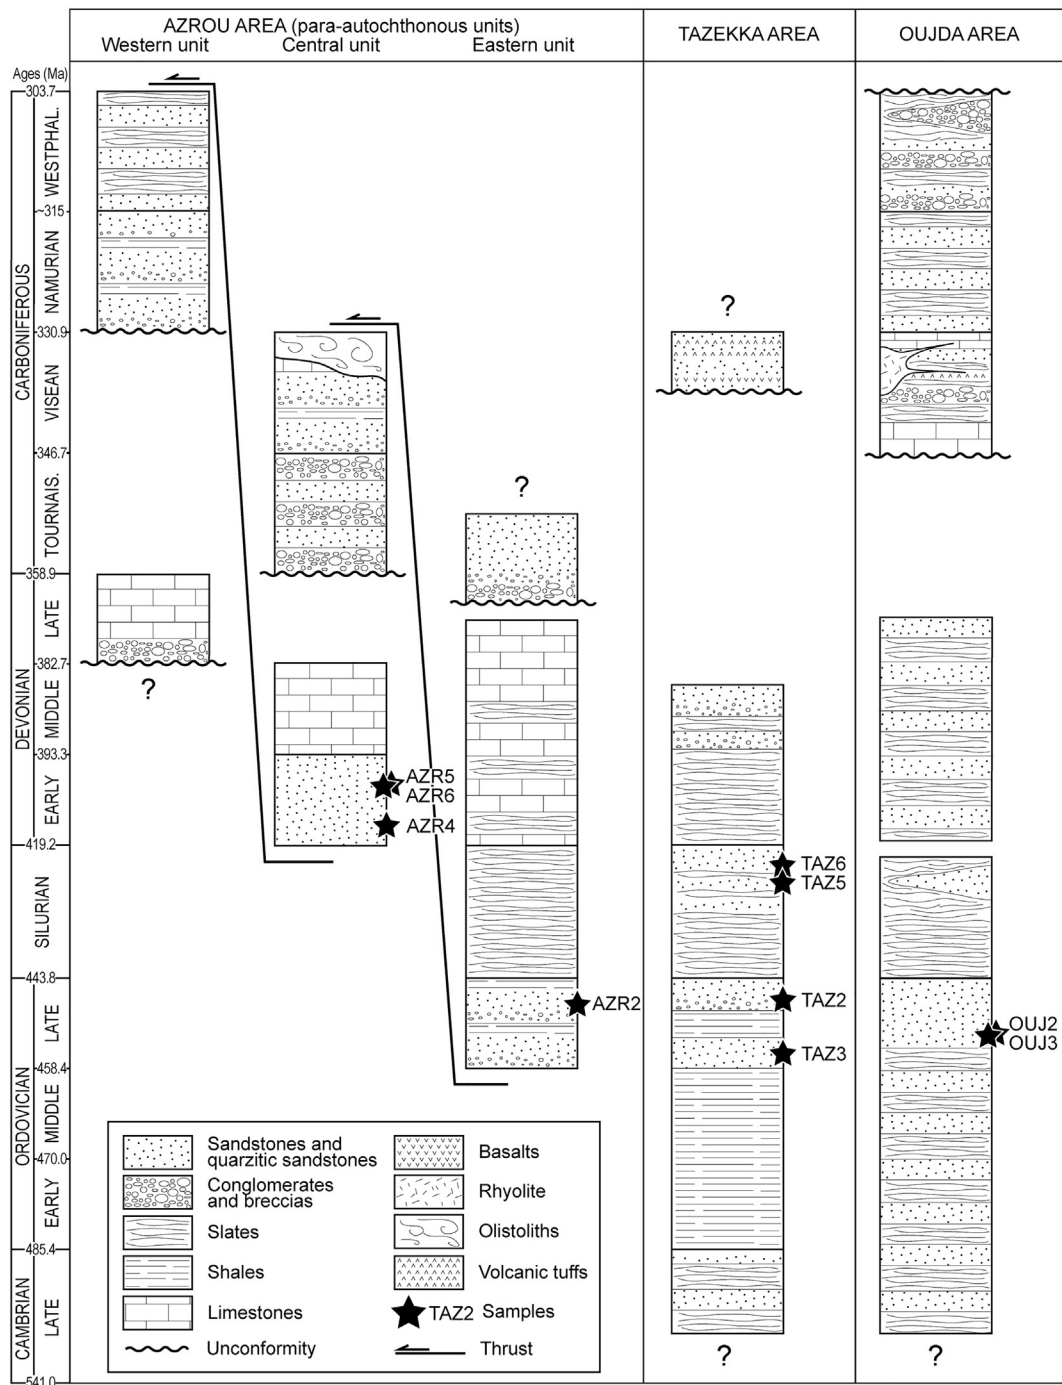 AZROU AREA (para-autochthonous units)
Western unit
Central unit
Eastern unit
TAZEKKA AREA
OUJDA AREA
Ages (Ma)
303.7
WESTPHAL.
~315
NAMURIAN
330.9
VISEAN
346.7
TOURNAIS.
358.9
CARBONIFEROUS
LATE
382.7
MIDDLE
393.3
EARLY
419.2
DEVONIAN
SILURIAN
443.8
LATE
458.4
MIDDLE
470.0
EARLY
485.4
ORDOVICIAN
LATE
CAMBRIAN
541.0
?
?
?
?
?
AZR5
AZR6
AZR4
AZR2
TAZ6
TAZ5
TAZ2
TAZ3
OUJ2
OUJ3
Sandstones and
quarzitic sandstones
Conglomerates
and breccias
Slates
Shales
Limestones
Unconformity
Basalts
Rhyolite
Olistoliths
Volcanic tuffs
TAZ2 Samples
Thrust